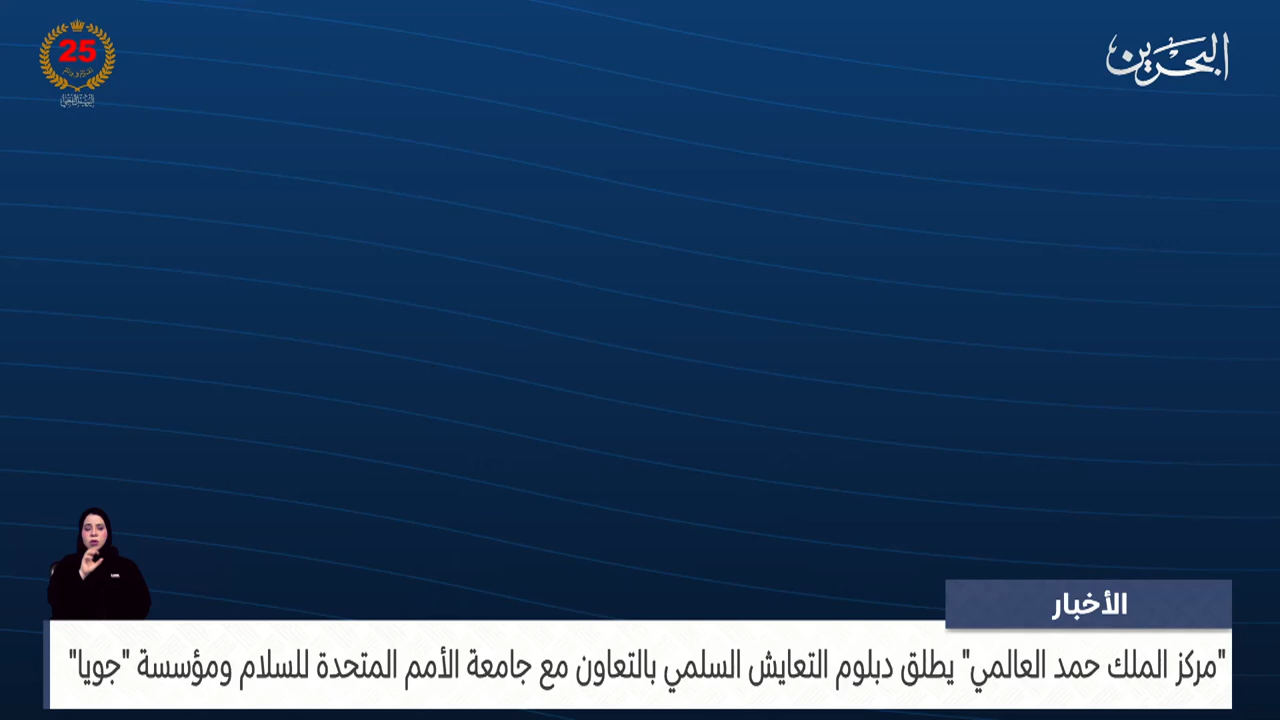 البحرين
25
الأخبار
"مركز الملك حمد العالمي" يطلق دبلوم التعايش السلمي بالتعاون مع جامعة الأمم المتحدة للسلام ومؤسسة "جويا"